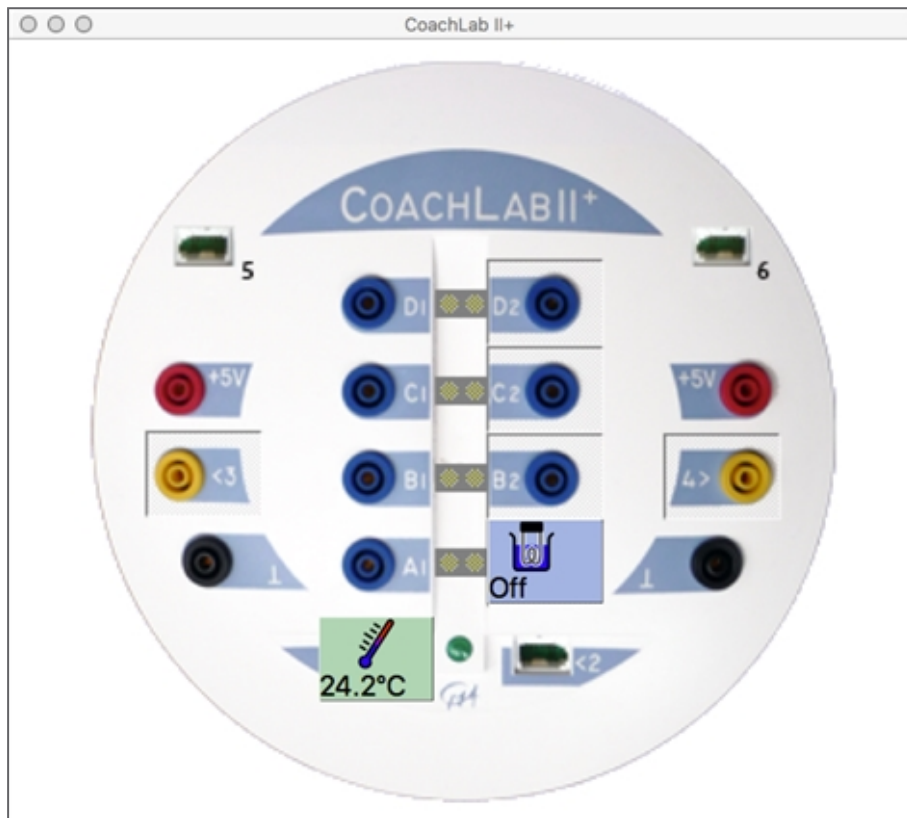 CoachLab II+
COACHLAB II+
5
6
D1 D2
+5V C1 C2 +5V
<3 B1 B2 4>
A1
Off
24.2°C
<2